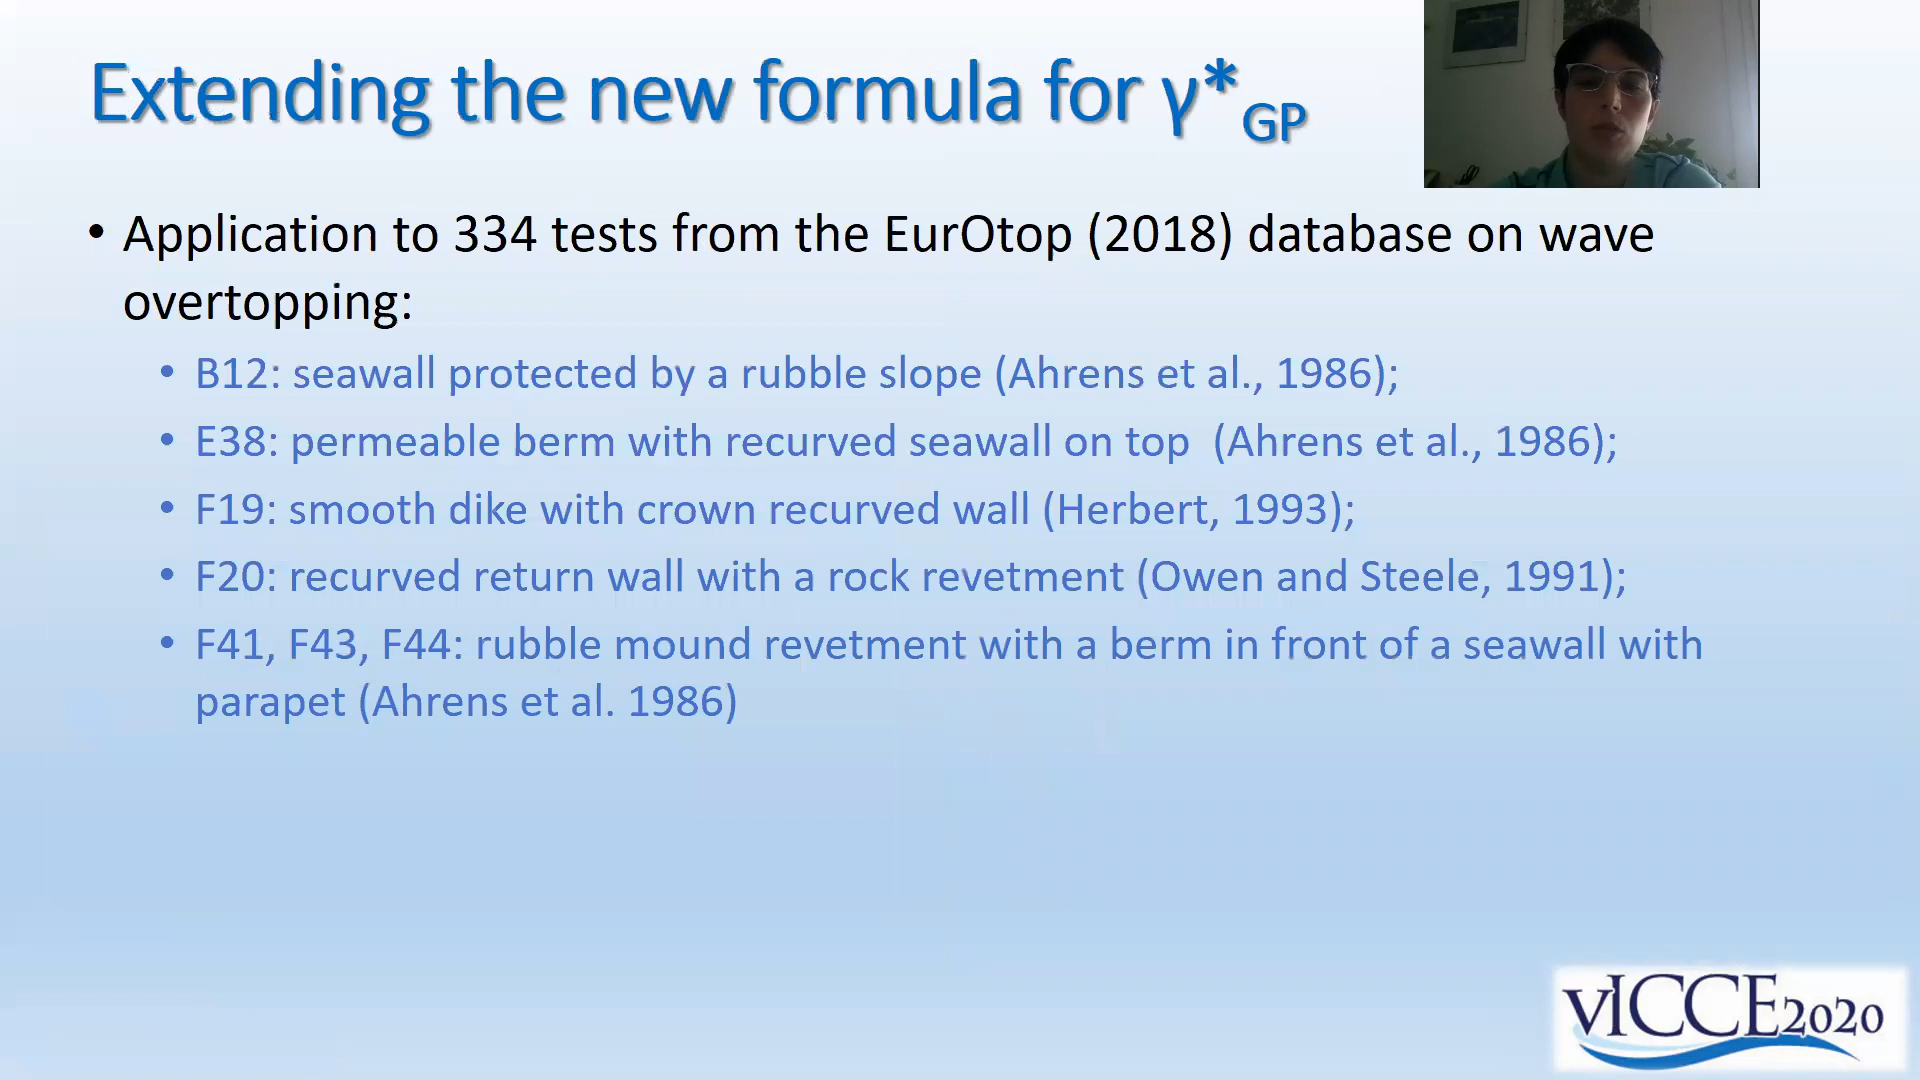 Extending the new formula for γ*GP
• Application to 334 tests from the EurOtop (2018) database on wave
overtopping:
• B12: seawall protected by a rubble slope (Ahrens et al., 1986);
• E38: permeable berm with recurved seawall on top (Ahrens et al., 1986);
• F19: smooth dike with crown recurved wall (Herbert, 1993);
• F20: recurved return wall with a rock revetment (Owen and Steele, 1991);
• F41, F43, F44: rubble mound revetment with a berm in front of a seawall with
parapet (Ahrens et al. 1986)
vICCE2020